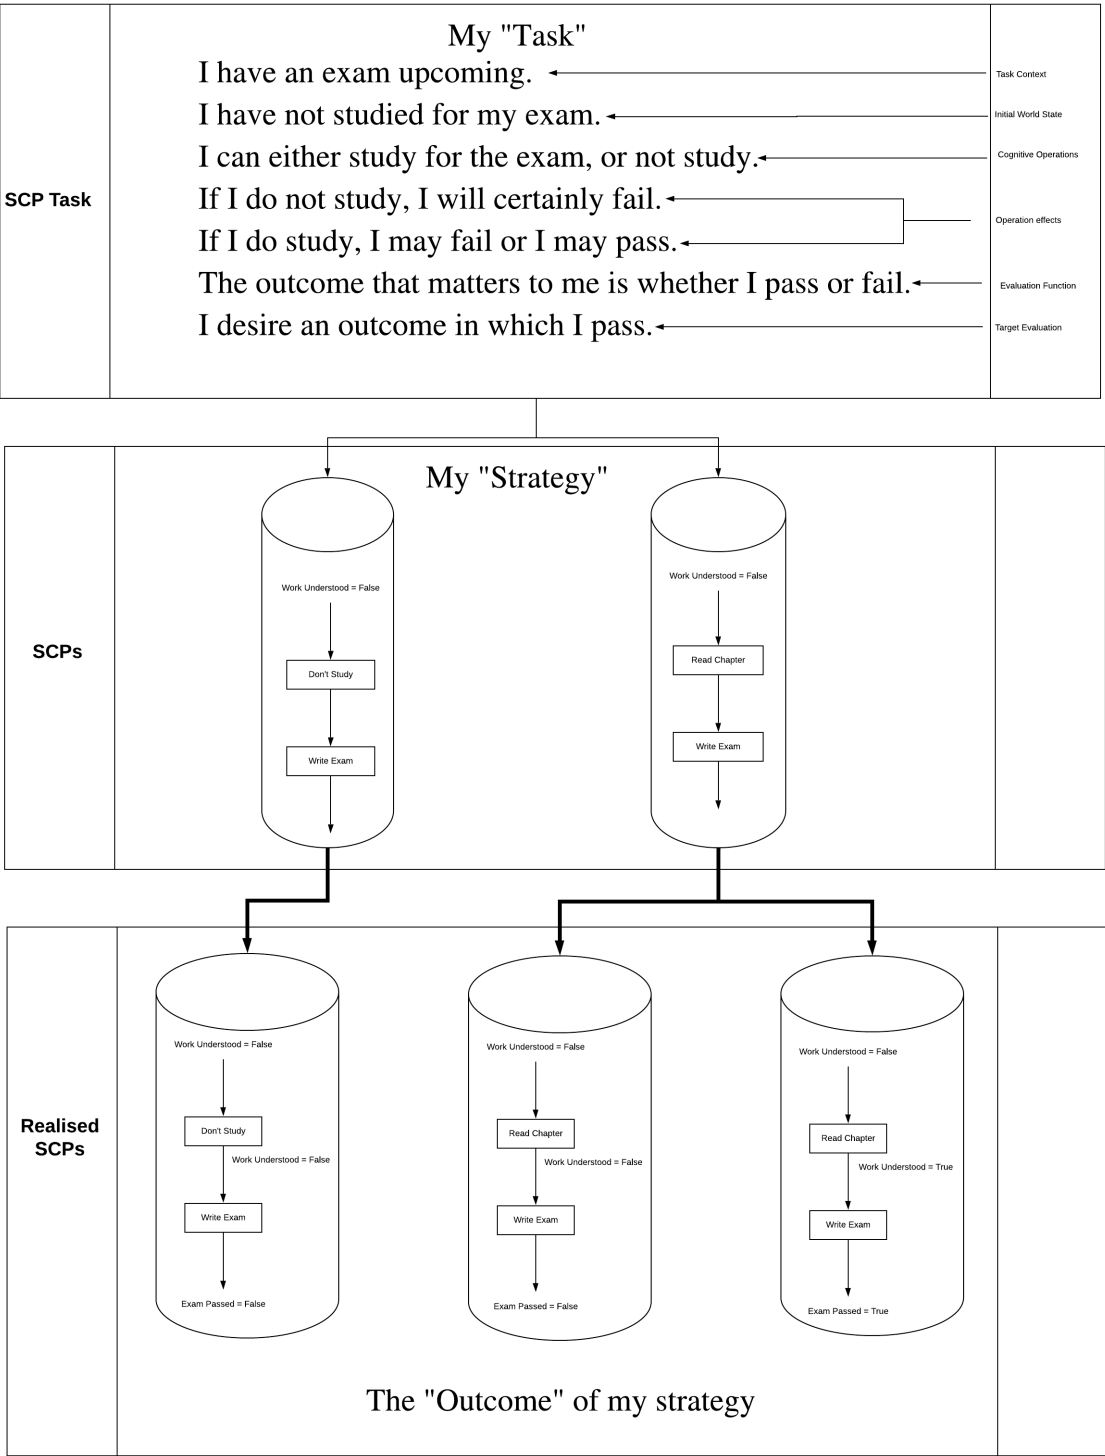 My "Task"
I have an exam upcoming.
Task Context
I have not studied for my exam.
Initial World State
I can either study for the exam, or not study.
Cognitive Operations
SCP Task
If I do not study, I will certainly fail.
Operation effects
If I do study, I may fail or I may pass.
The outcome that matters to me is whether I pass or fail.
Evaluation Function
I desire an outcome in which I pass.
Target Evaluation
My "Strategy"
SCPs
Work Understood = False
Don't Study
Write Exam
Work Understood = False
Read Chapter
Write Exam
Realised
SCPs
Work Understood = False
Don't Study
Work Understood = False
Write Exam
Exam Passed = False
Work Understood = False
Read Chapter
Work Understood = False
Write Exam
Exam Passed = False
Work Understood = False
Read Chapter
Work Understood = True
Write Exam
Exam Passed = True
The "Outcome" of my strategy